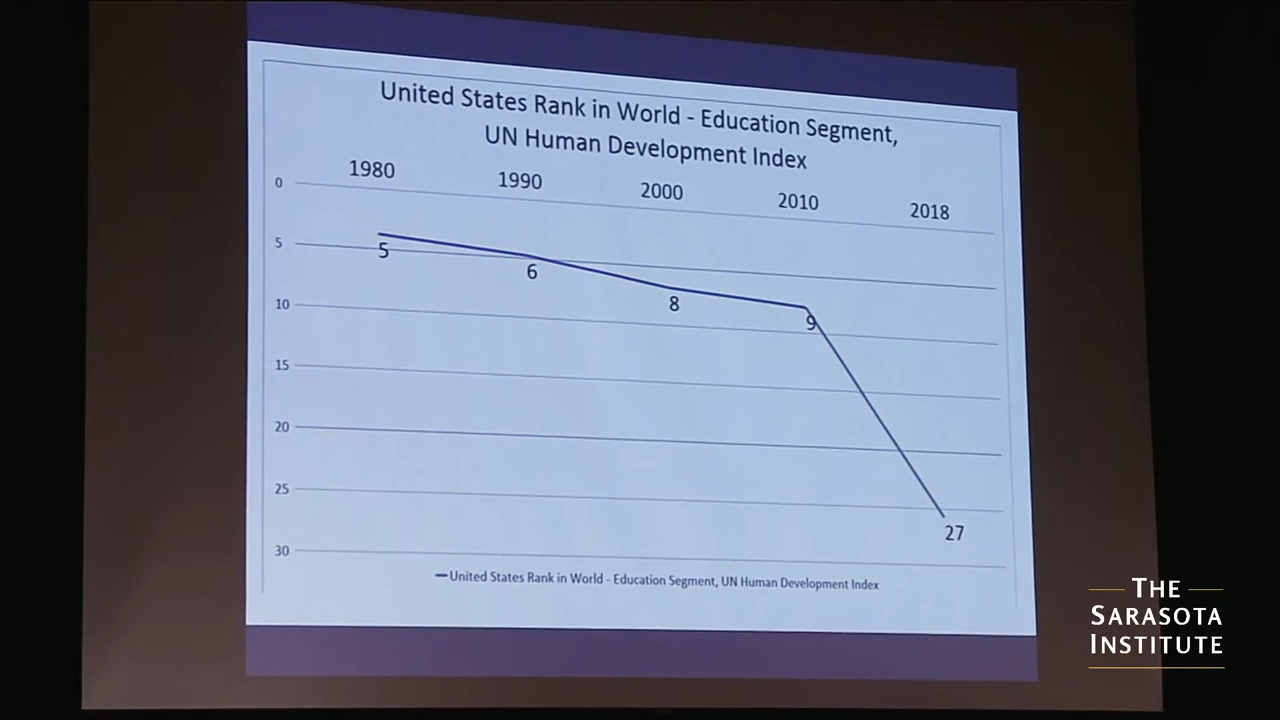 United States Rank in World - Education Segment,
UN Human Development Index
1980 1990 2000 2010 2018
0
5
10
15
20
25
30
5
6
8
9
27
United States Rank in World - Education Segment, UN Human Development Index
THE
SARASOTA
INSTITUTE